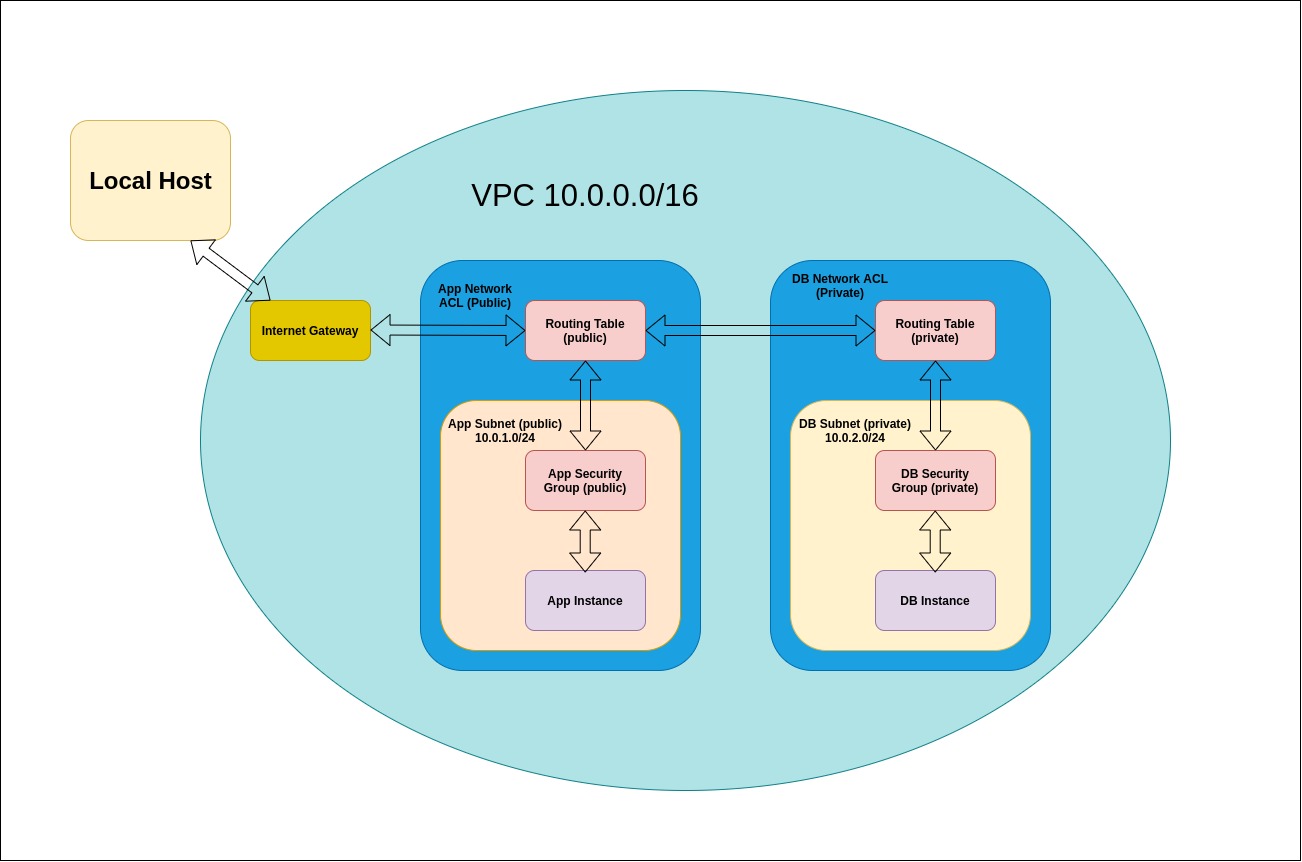 Local Host
VPC 10.0.0.0/16
Internet Gateway
App Network
ACL (Public)
Routing Table
(public)
App Subnet (public)
10.0.1.0/24
App Security
Group (public)
App Instance
DB Network ACL
(Private)
Routing Table
(private)
DB Subnet (private)
10.0.2.0/24
DB Security
Group (private)
DB Instance